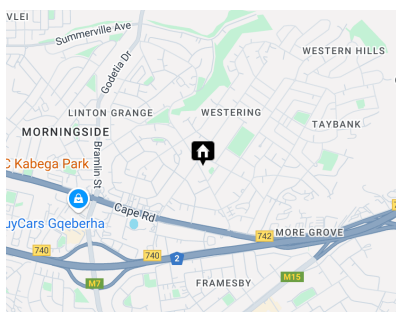 VLEI
Summerville Ave
WESTERN HILLS
Godetia Dr
LINTON GRANGE
WESTERING
TAYBANK
MORNINGSIDE
C Kabega Park
Bramlin St
Cape Rd
uyCars Gqeberha
742
MORE GROVE
2
740
740
2
M7
FRAMESBY
M15